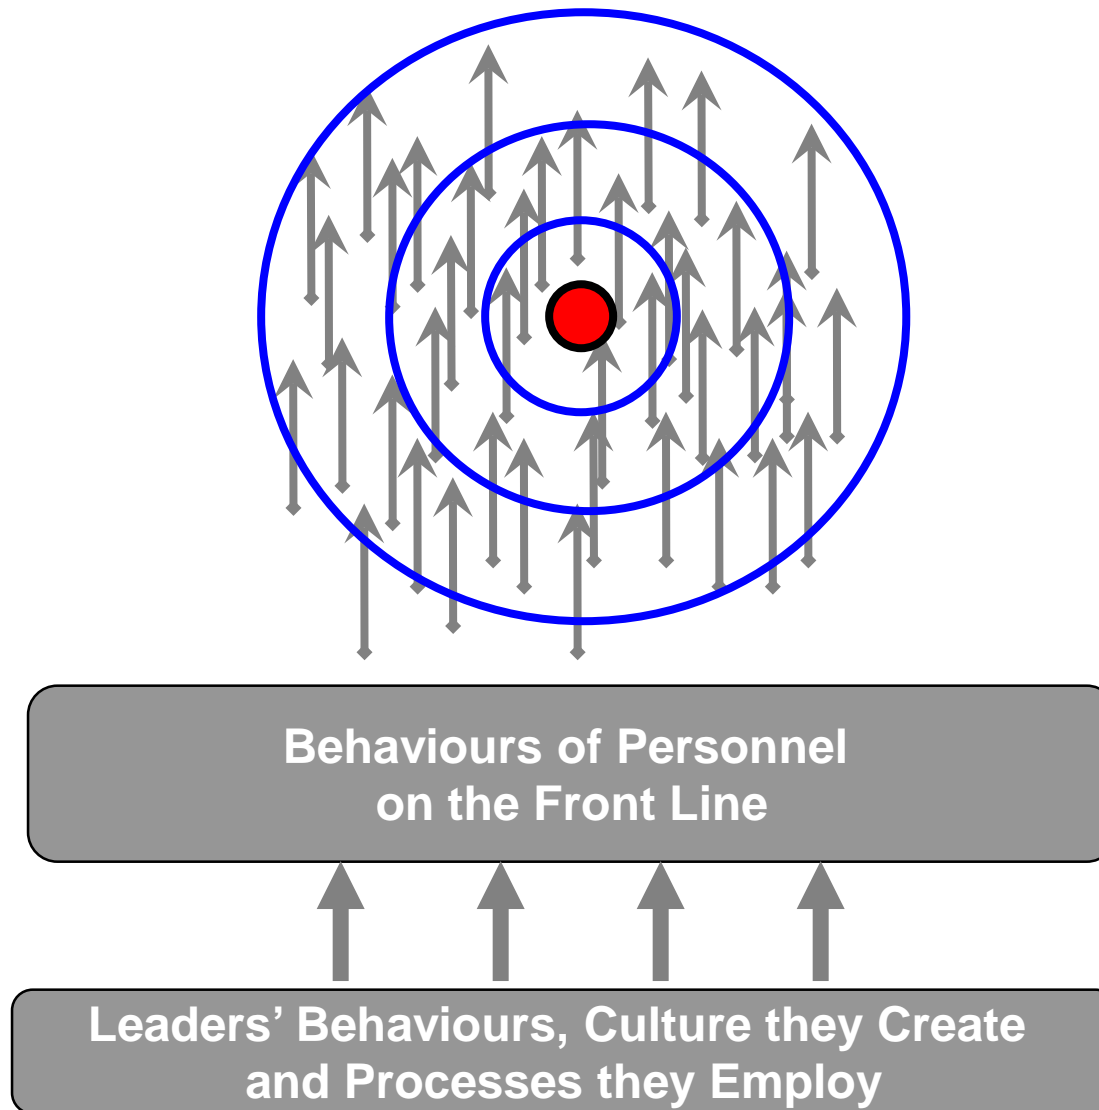 Behaviours of Personnel
on the Front Line
Leaders’ Behaviours, Culture they Create
and Processes they Employ